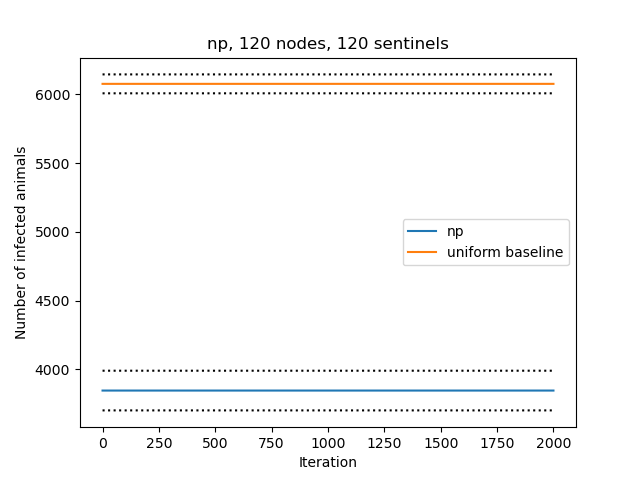 np, 120 nodes, 120 sentinels
Number of infected animals
6000
5500
5000
4500
4000
np
uniform baseline
0 250 500 750 1000 1250 1500 1750 2000
Iteration